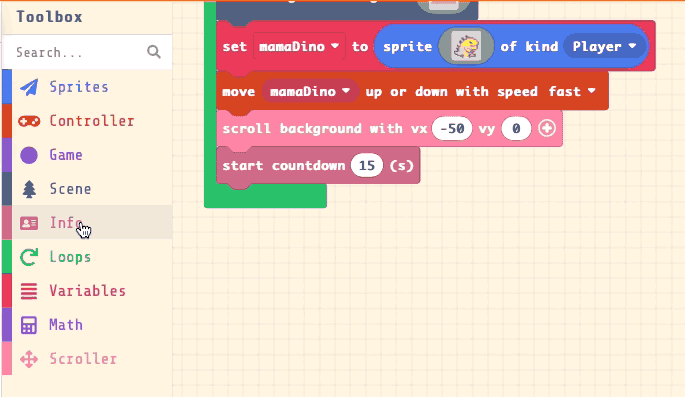 Toolbox
Search...
Sprites
Controller
Game
Scene
Info
Loops
Variables
Math
Scroller
set mamaDino to sprite of kind Player
move mamaDino up or down with speed fast
scroll background with vx -50 vy 0
start countdown 15 (s)